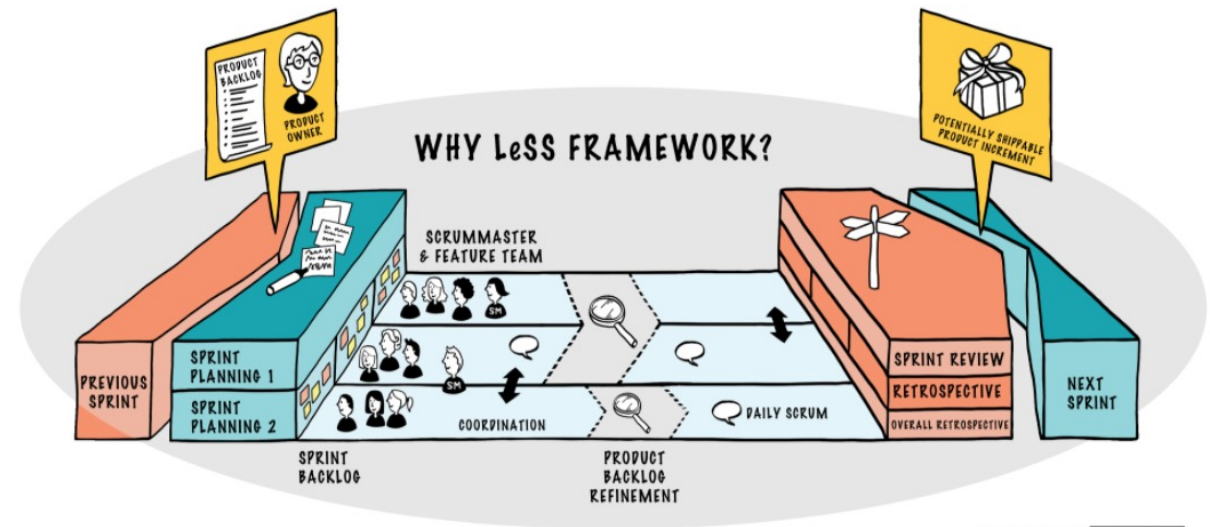 PRODUCT
BACKLOG
PRODUCT
OWNER
POTENTIALLY SHIPPABLE
PRODUCT INCREMENT
WHY LeSS FRAMEWORK?
SCRUMMASTER
& FEATURE TEAM
SM
SM
PREVIOUS
SPRINT
SPRINT
PLANNING 1
SPRINT
PLANNING 2
COORDINATION
DAILY SCRUM
SPRINT REVIEW
RETROSPECTIVE
OVERALL RETROSPECTIVE
NEXT
SPRINT
SPRINT
BACKLOG
PRODUCT
BACKLOG
REFINEMENT